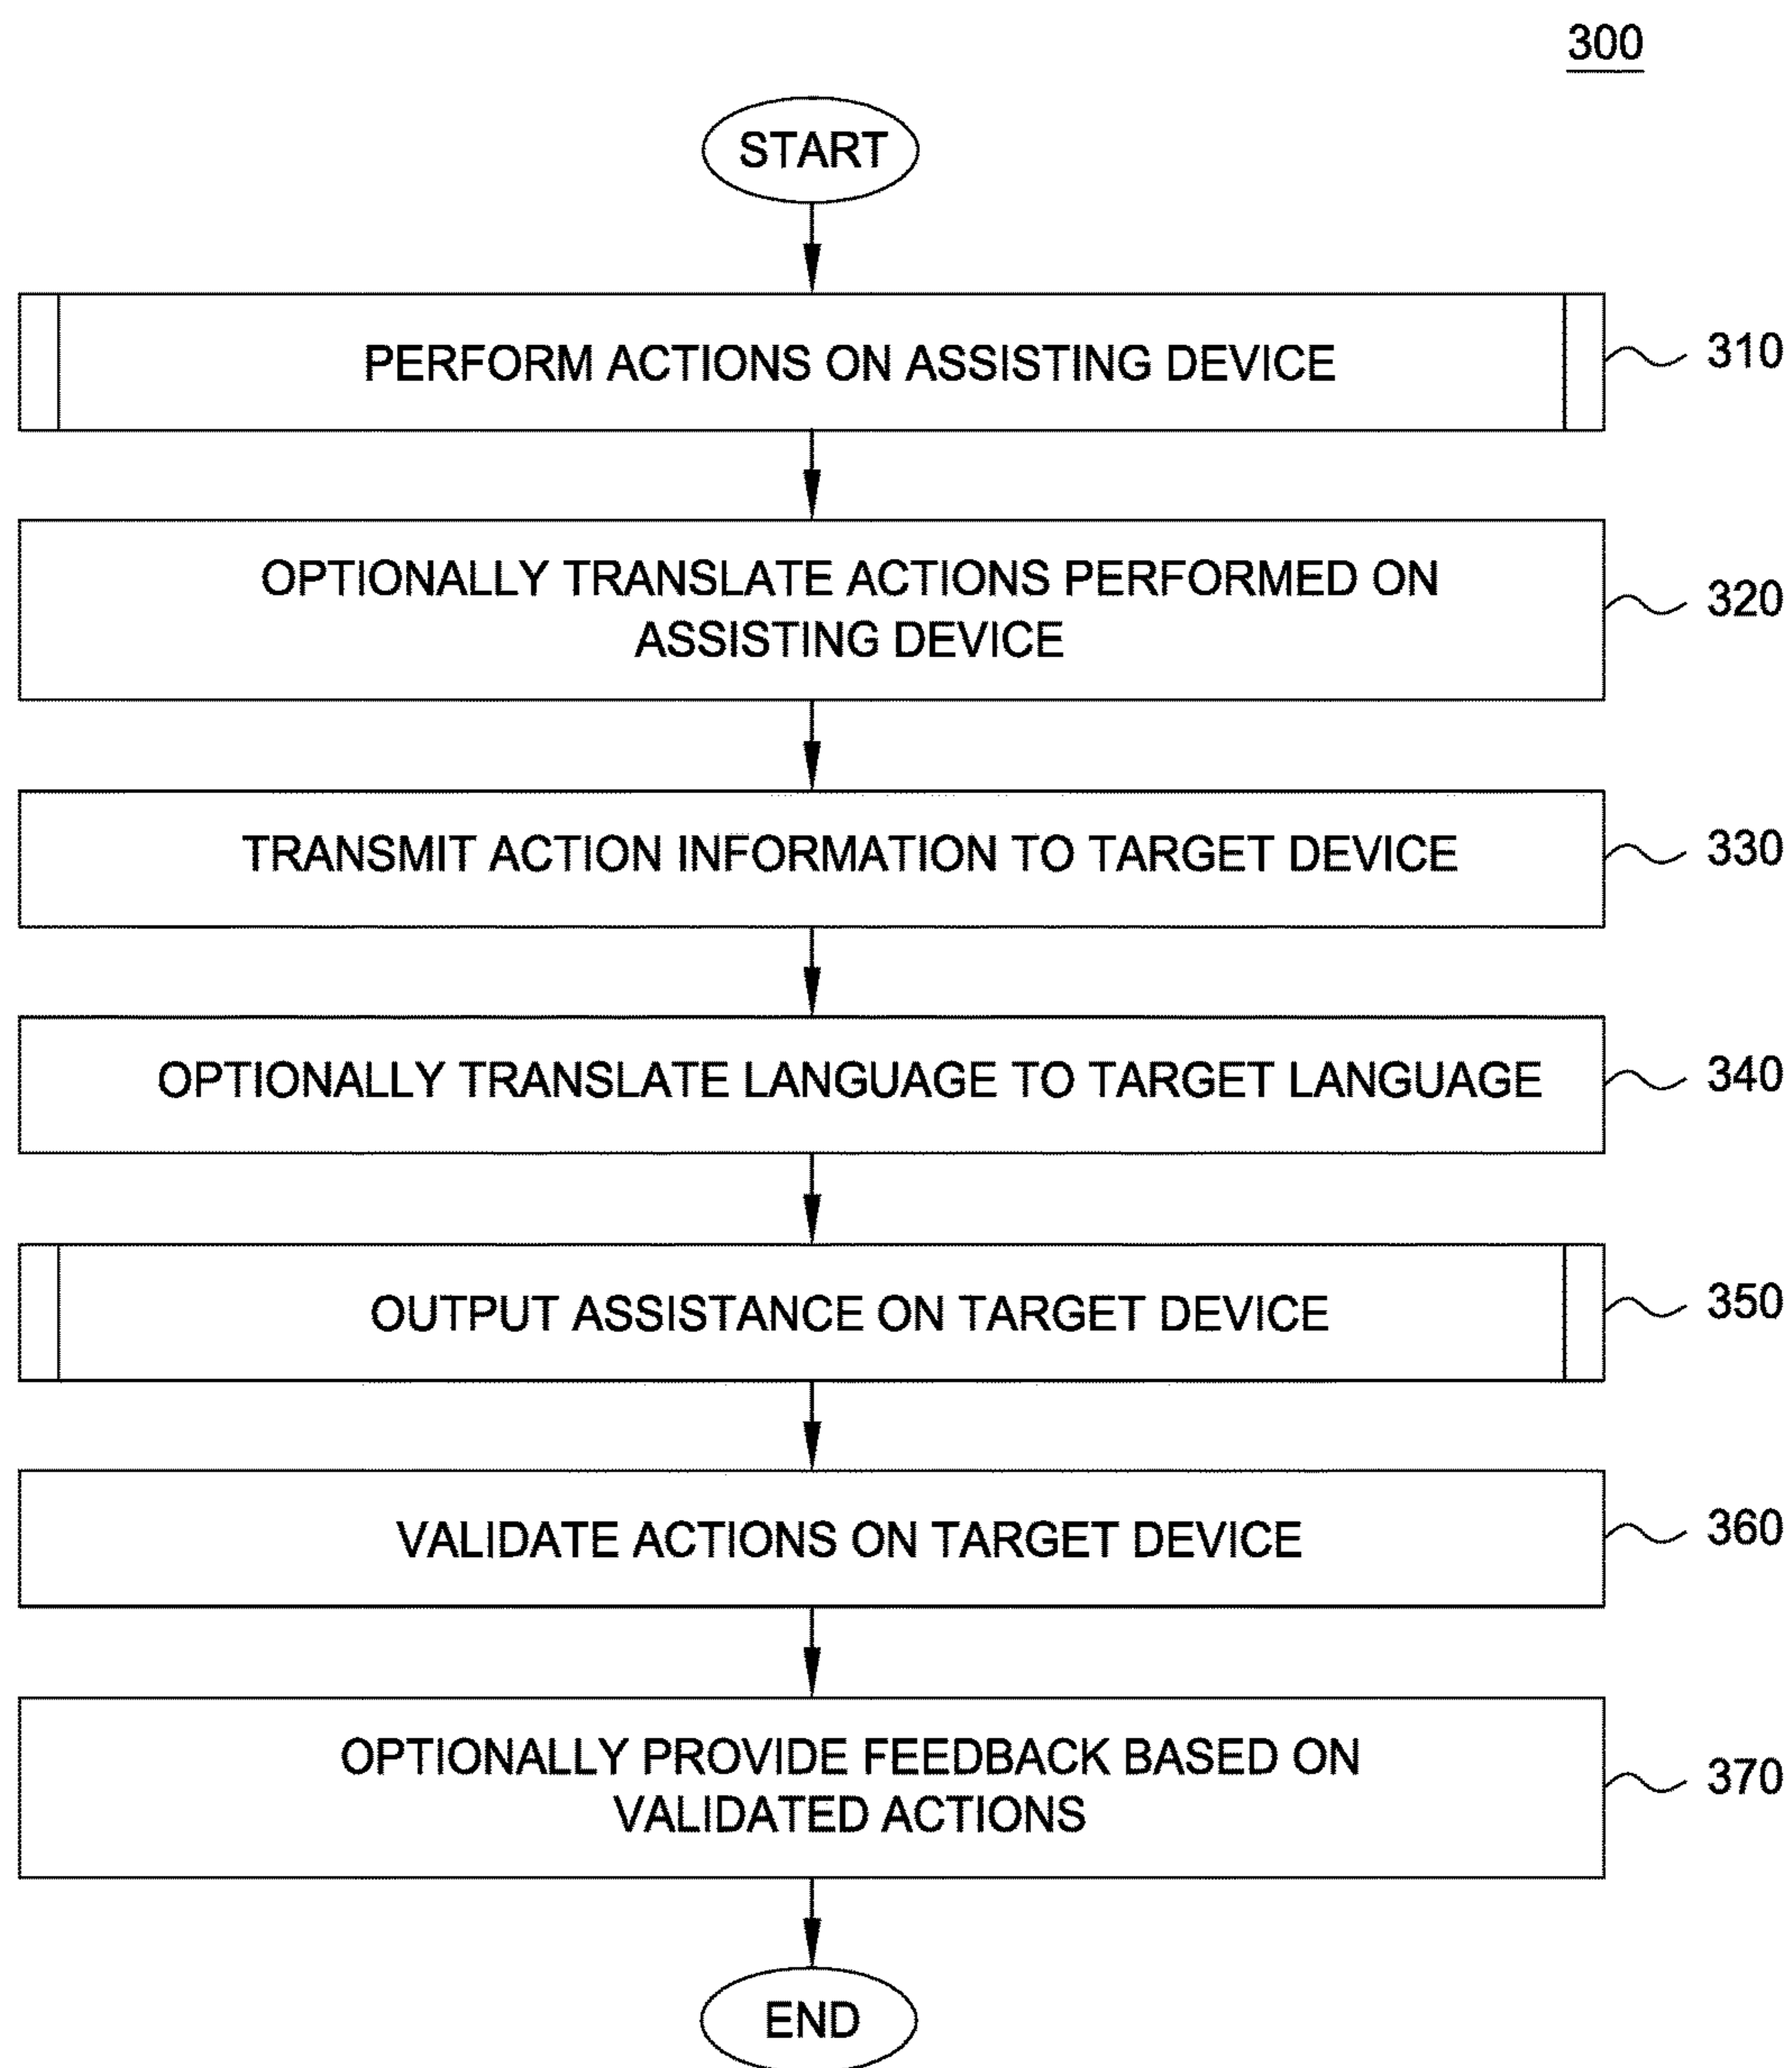 300
START
PERFORM ACTIONS ON ASSISTING DEVICE
310
OPTIONALLY TRANSLATE ACTIONS PERFORMED ON
ASSISTING DEVICE
320
TRANSMIT ACTION INFORMATION TO TARGET DEVICE
330
OPTIONALLY TRANSLATE LANGUAGE TO TARGET LANGUAGE
340
OUTPUT ASSISTANCE ON TARGET DEVICE
350
VALIDATE ACTIONS ON TARGET DEVICE
360
OPTIONALLY PROVIDE FEEDBACK BASED ON
VALIDATED ACTIONS
370
END